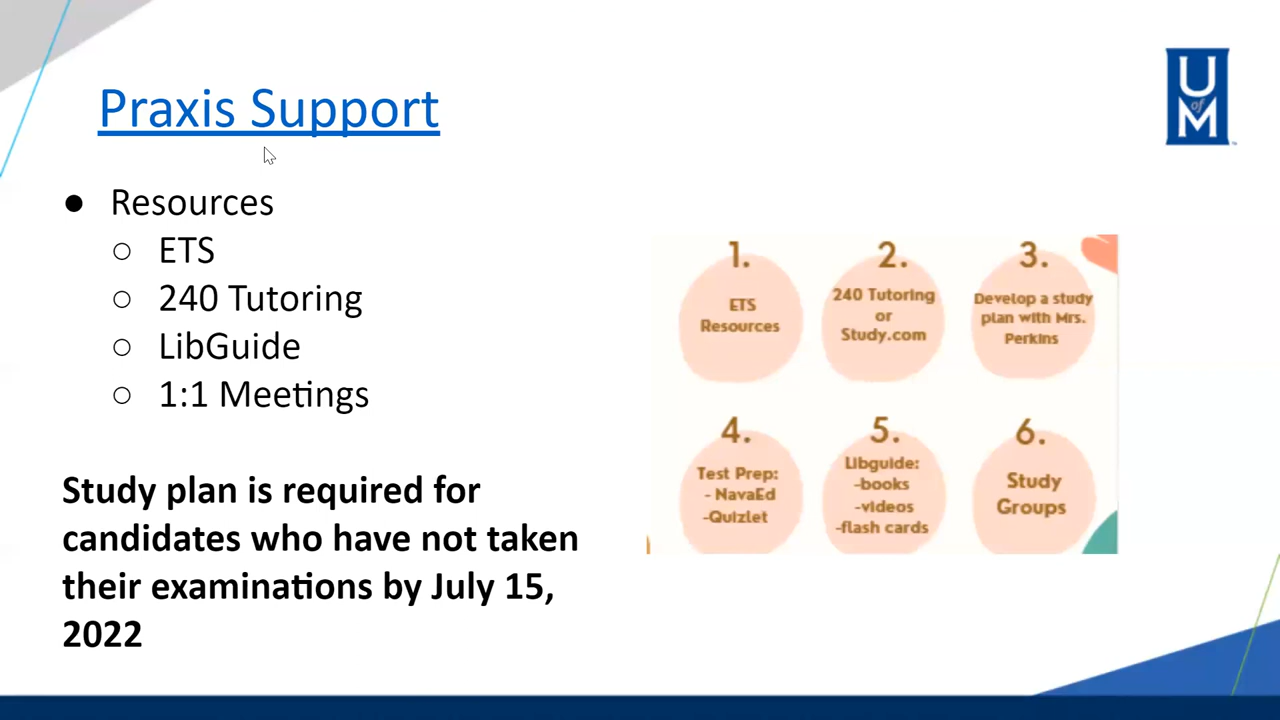 Praxis Support
U
of
M
● Resources
○ ETS
○ 240 Tutoring
○ LibGuide
○ 1:1 Meetings
Study plan is required for
candidates who have not taken
their examinations by July 15,
2022
1.
ETS
Resources
2.
240 Tutoring
or
Study.com
3.
Develop a study
plan with Mrs.
Perkins
4.
Test Prep:
- NavaEd
-Quizlet
5.
Libguide:
-books
-videos
-flash cards
6.
Study
Groups